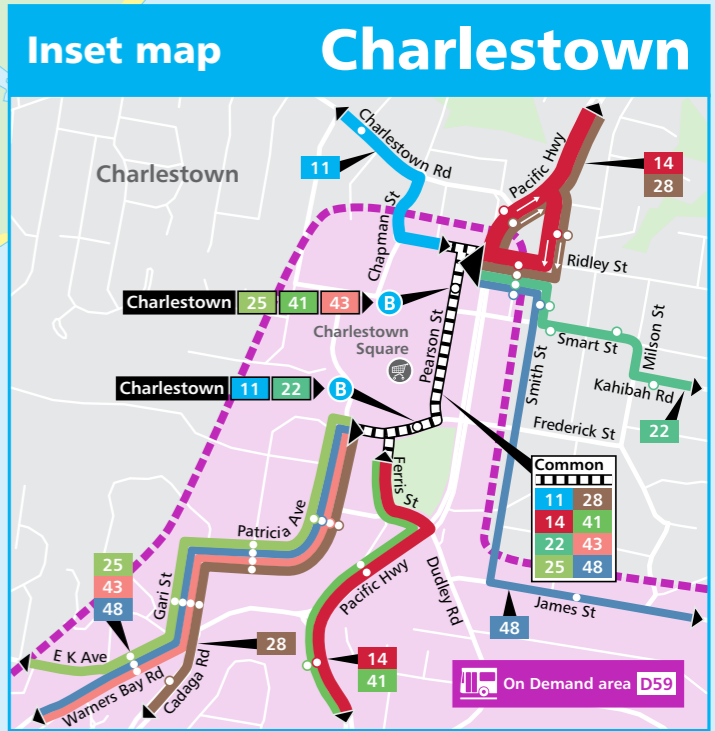 Inset map
Charlestown
Charlestown
11
Charlestown Rd
Chapman St
Pacific Hwy
14
28
Ridley St
Charlestown 25 41 43 B
Charlestown
Square
Pearson St
Smith St
Smart St
Milson St
Kahibah Rd
22
Charlestown 11 22 B
Frederick St
Common
11 28
14 41
22 43
25 48
Ferris St
Patricia Ave
25
43
48
Gari St
Pacific Hwy
Dudley Rd
James St
48
E K Ave
28
Warners Bay Rd
Cadaga Rd
14
41
On Demand area D59